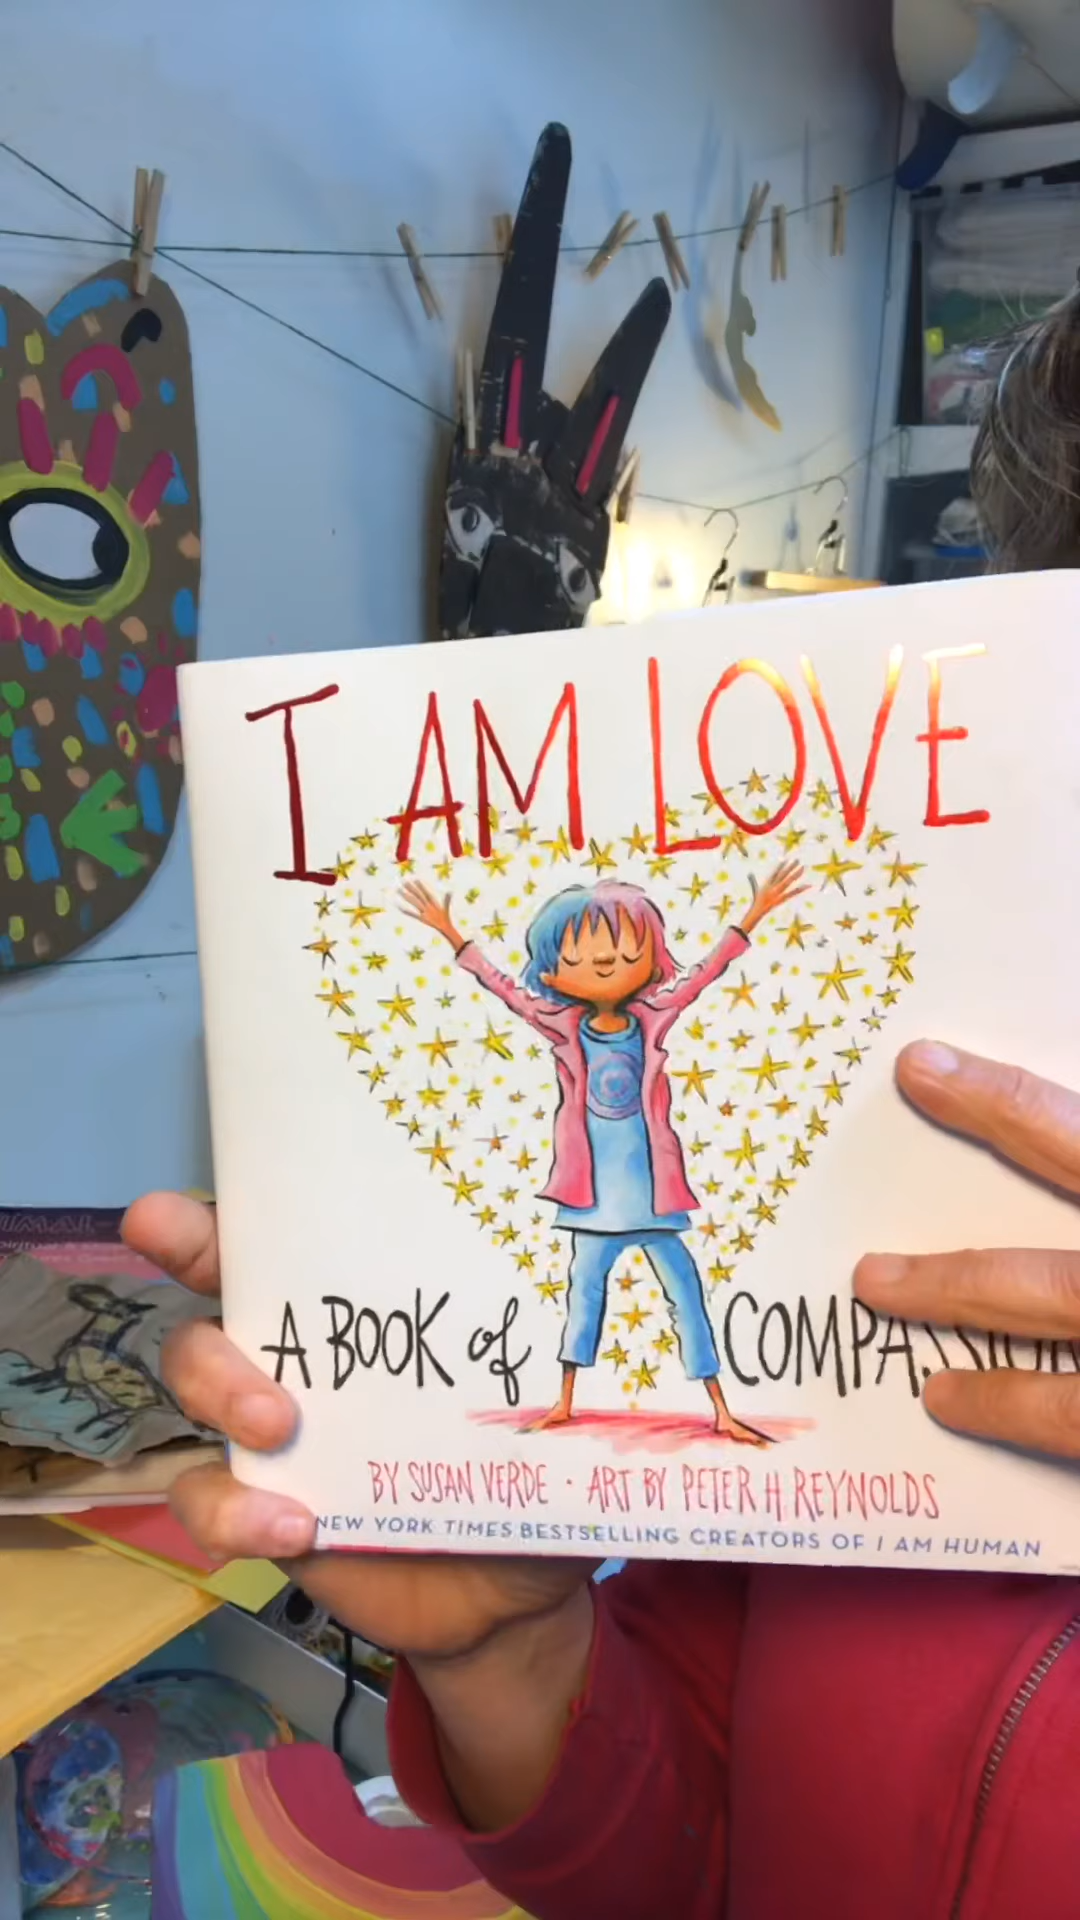 I AM LOVE
A BOOK of COMPASSION
BY SUSAN VERDE · ART BY PETER H. REYNOLDS
NEW YORK TIMES BESTSELLING CREATORS OF I AM HUMAN